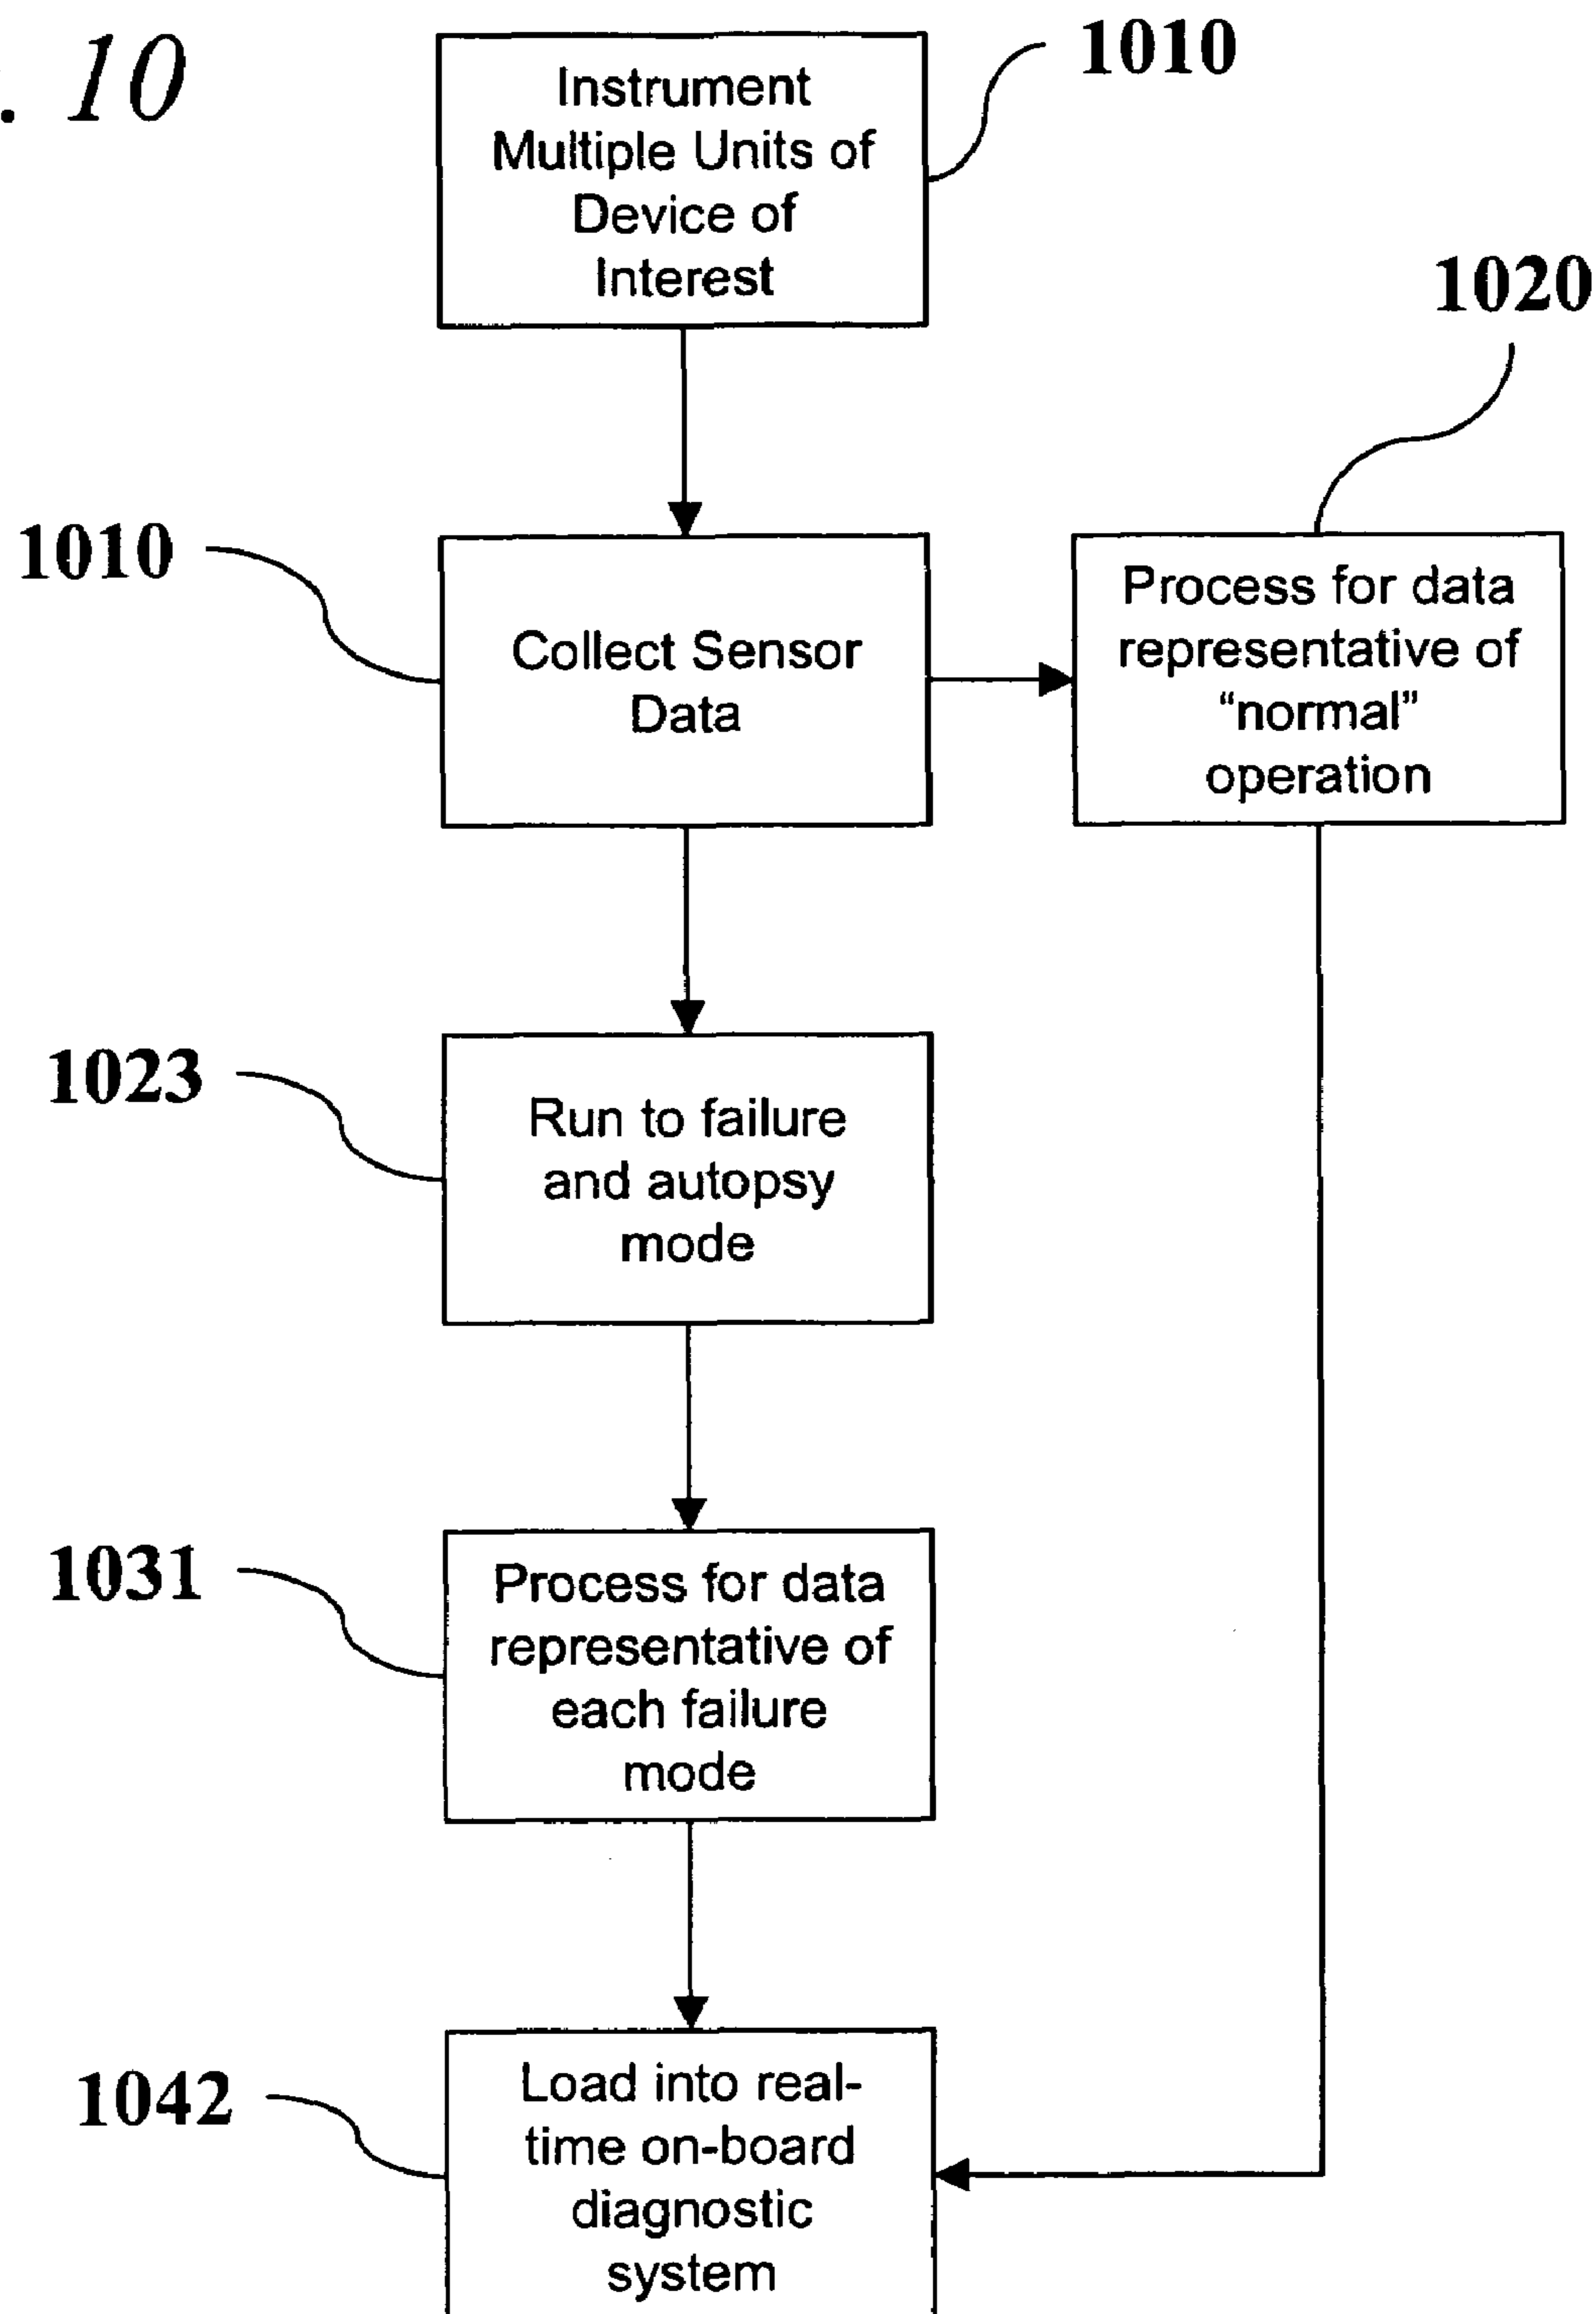 . 10
Instrument
Multiple Units of
Device of
Interest
1010
1020
1010
Collect Sensor
Data
Process for data
representative of
“normal”
operation
1023
Run to failure
and autopsy
mode
1031
Process for data
representative of
each failure
mode
1042
Load into real-
time on-board
diagnostic
system